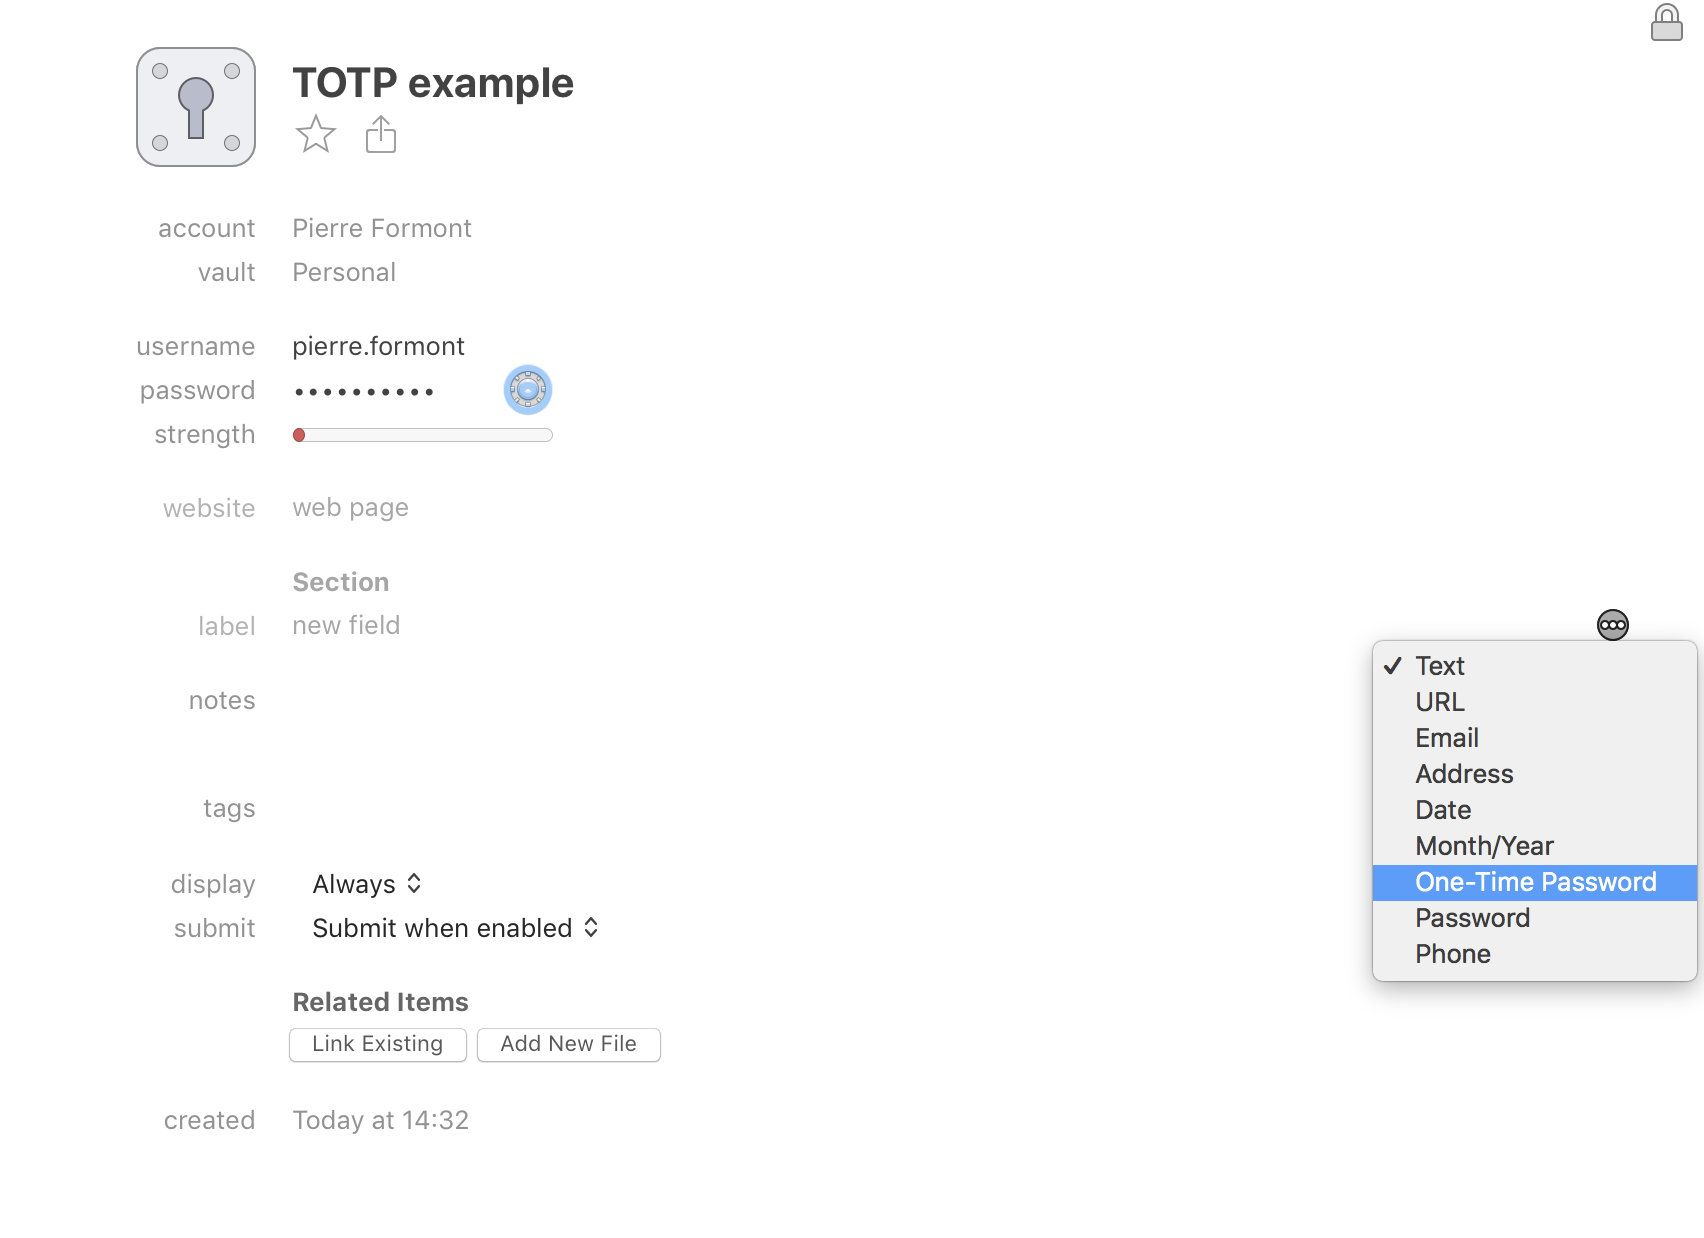 TOTP example
account Pierre Formont
vault Personal
username pierre.formont
password ••••••••••
strength
website web page
Section
label new field
notes
tags
display Always
submit Submit when enabled
Related Items
Link Existing Add New File
created Today at 14:32
✓ Text
URL
Email
Address
Date
Month/Year
One-Time Password
Password
Phone